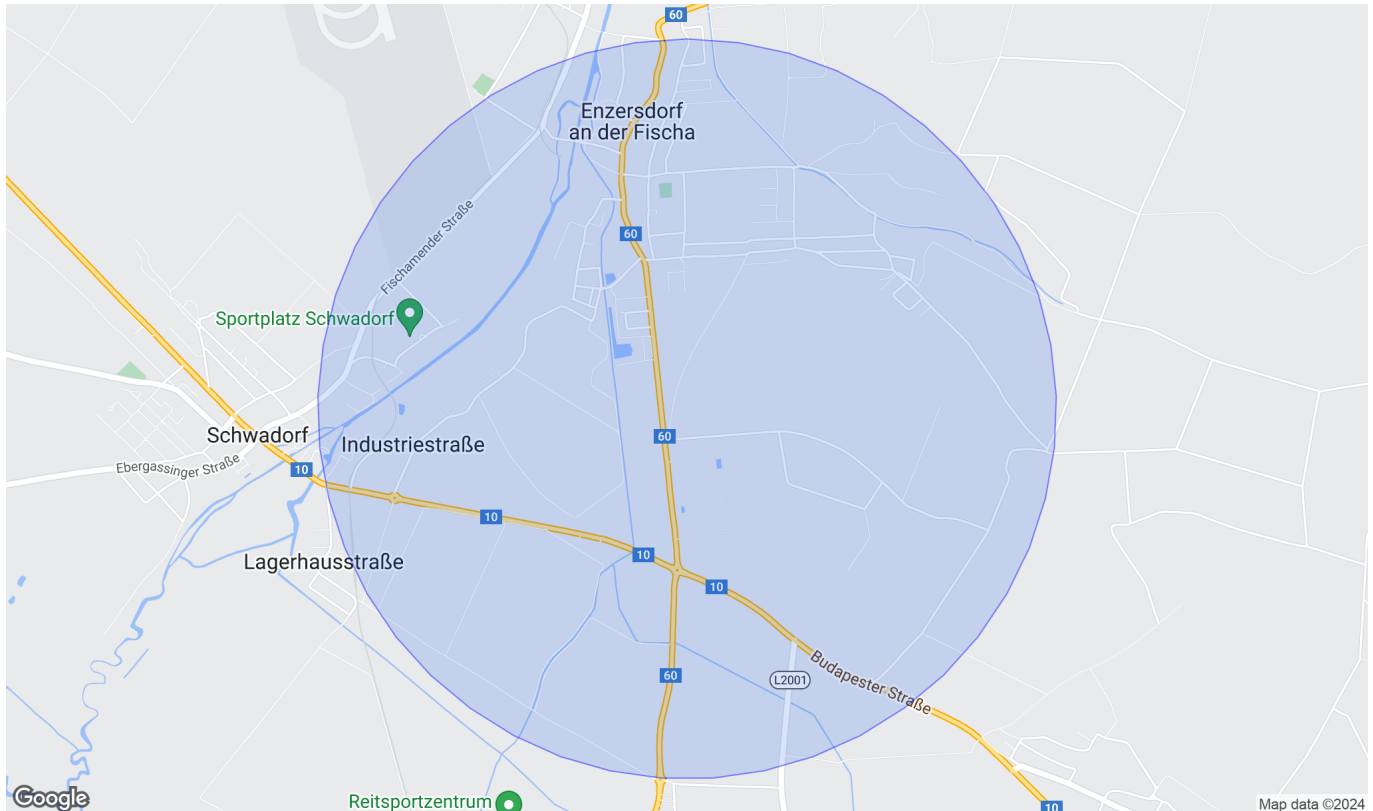 60
Enzersdorf
an der Fischa
60
Fischamender Straße
Sportplatz Schwadorf
Schwadorf
Industriestraße
60
Ebergassinger Straße
10
10
Lagerhausstraße
10
10
60
L2001
Budapester Straße
Google
Reitsportzentrum
10
Map data ©2024